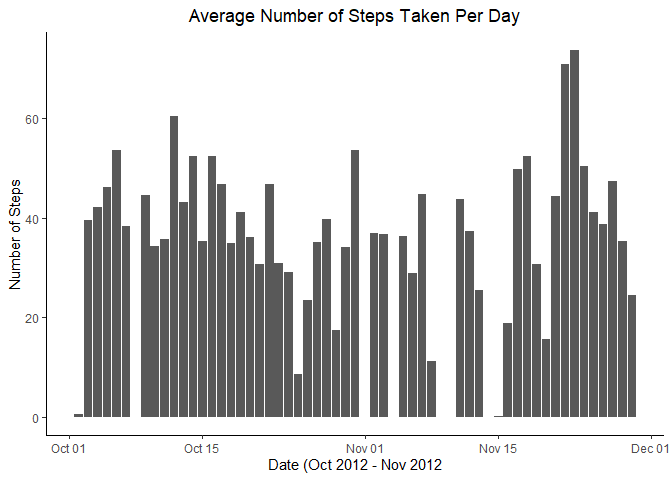 Average Number of Steps Taken Per Day
Number of Steps
60
40
20
0
Oct 01
Oct 15
Nov 01
Nov 15
Dec 01
Date (Oct 2012 - Nov 2012